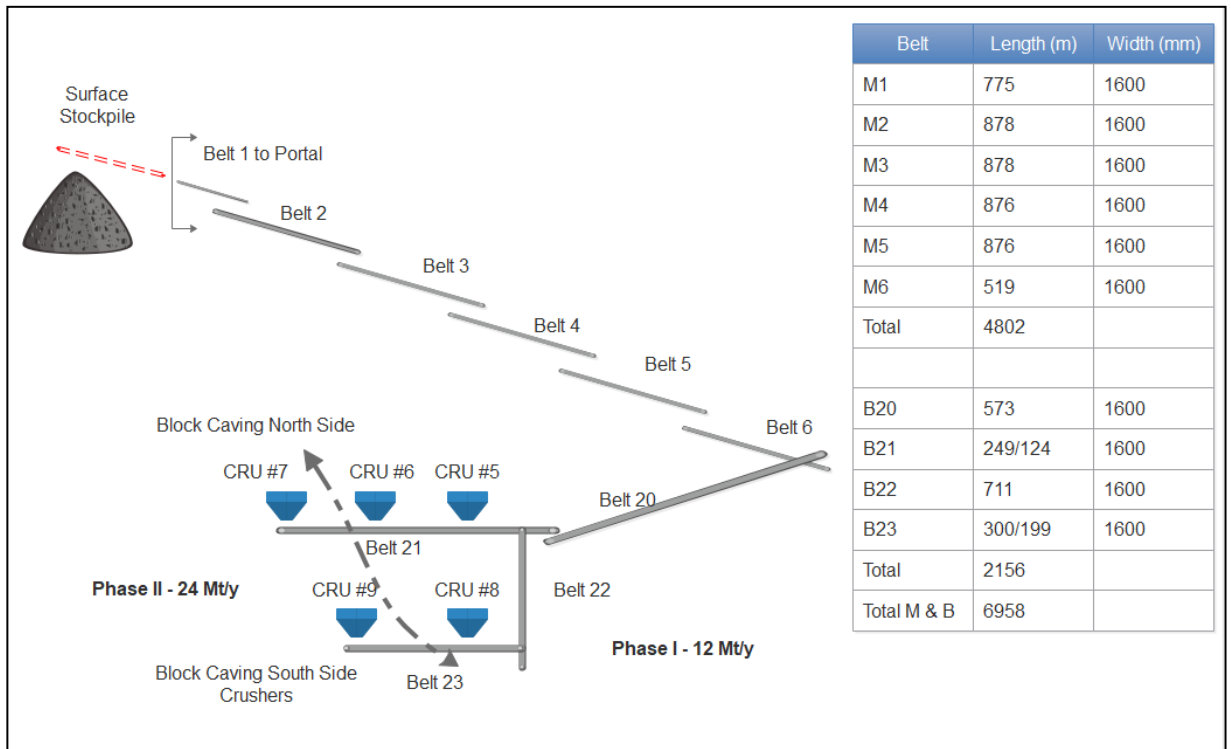 Surface
Stockpile
Belt 1 to Portal
Belt 2
Belt 3
Belt 4
Belt 5
Belt 6
Block Caving North Side
CRU #7 CRU #6 CRU #5
Belt 20
Belt 21
Phase II - 24 Mt/y
CRU #9 CRU #8
Belt 22
Phase I - 12 Mt/y
Block Caving South Side
Crushers
Belt 23
Belt Length (m) Width (mm)
M1 775 1600
M2 878 1600
M3 878 1600
M4 876 1600
M5 876 1600
M6 519 1600
Total 4802
B20 573 1600
B21 249/124 1600
B22 711 1600
B23 300/199 1600
Total 2156
Total M & B 6958